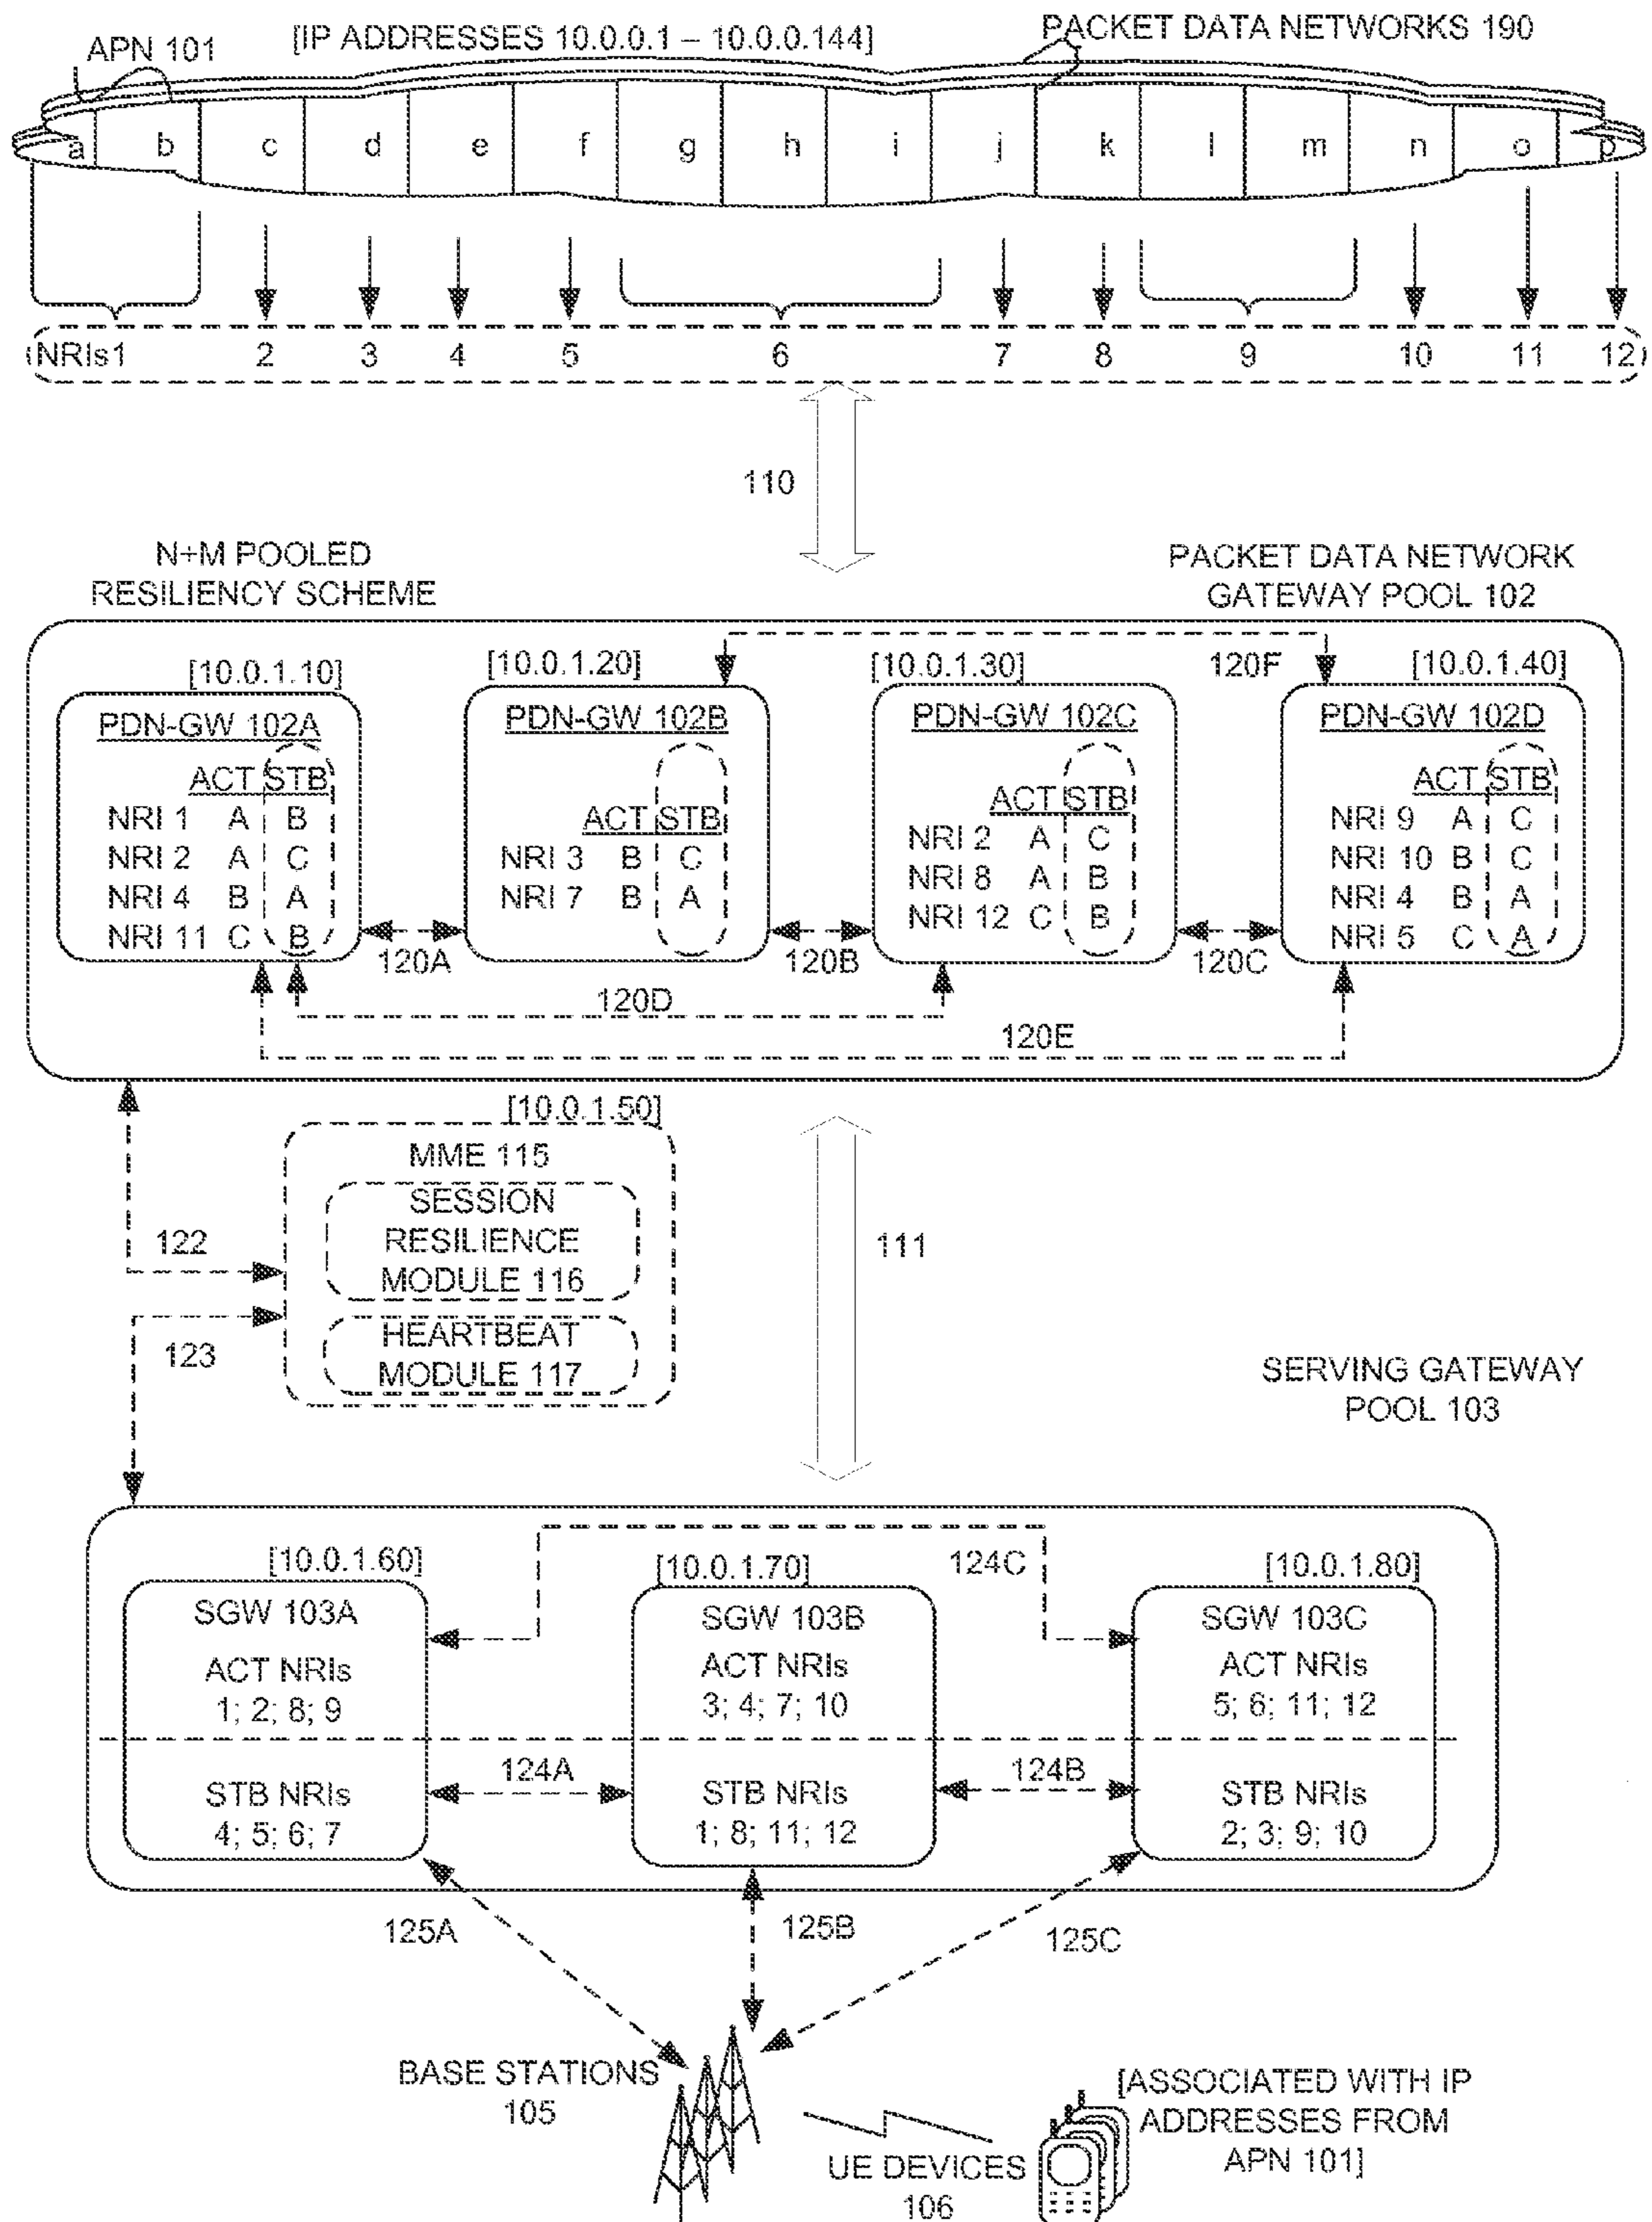 APN 101
[IP ADDRESSES 10.0.0.1 – 10.0.0.144]
PACKET DATA NETWORKS 190
a b c d e f g h i j k l m n o p
NRIs1 2 3 4 5 6 7 8 9 10 11 12
110
N+M POOLED
RESILIENCY SCHEME
PACKET DATA NETWORK
GATEWAY POOL 102
120F
[10.0.1.10]
PDN-GW 102A
ACT STB
NRI 1 A B
NRI 2 A C
NRI 4 B A
NRI 11 C B
[10.0.1.20]
PDN-GW 102B
ACT STB
NRI 3 B C
NRI 7 B A
[10.0.1.30]
PDN-GW 102C
ACT STB
NRI 2 A C
NRI 8 A B
NRI 12 C B
[10.0.1.40]
PDN-GW 102D
ACT STB
NRI 9 A C
NRI 10 B C
NRI 4 B A
NRI 5 C A
120A
120B
120C
120D
120E
[10.0.1.50]
MME 115
SESSION
RESILIENCE
MODULE 116
HEARTBEAT
MODULE 117
122
123
111
SERVING GATEWAY
POOL 103
[10.0.1.60]
SGW 103A
ACT NRIs
1; 2; 8; 9
STB NRIs
4; 5; 6; 7
[10.0.1.70]
SGW 103B
ACT NRIs
3; 4; 7; 10
STB NRIs
1; 8; 11; 12
[10.0.1.80]
SGW 103C
ACT NRIs
5; 6; 11; 12
STB NRIs
2; 3; 9; 10
124C
124A
124B
125A
125B
125C
BASE STATIONS
105
UE DEVICES
106
[ASSOCIATED WITH IP
ADDRESSES FROM
APN 101]